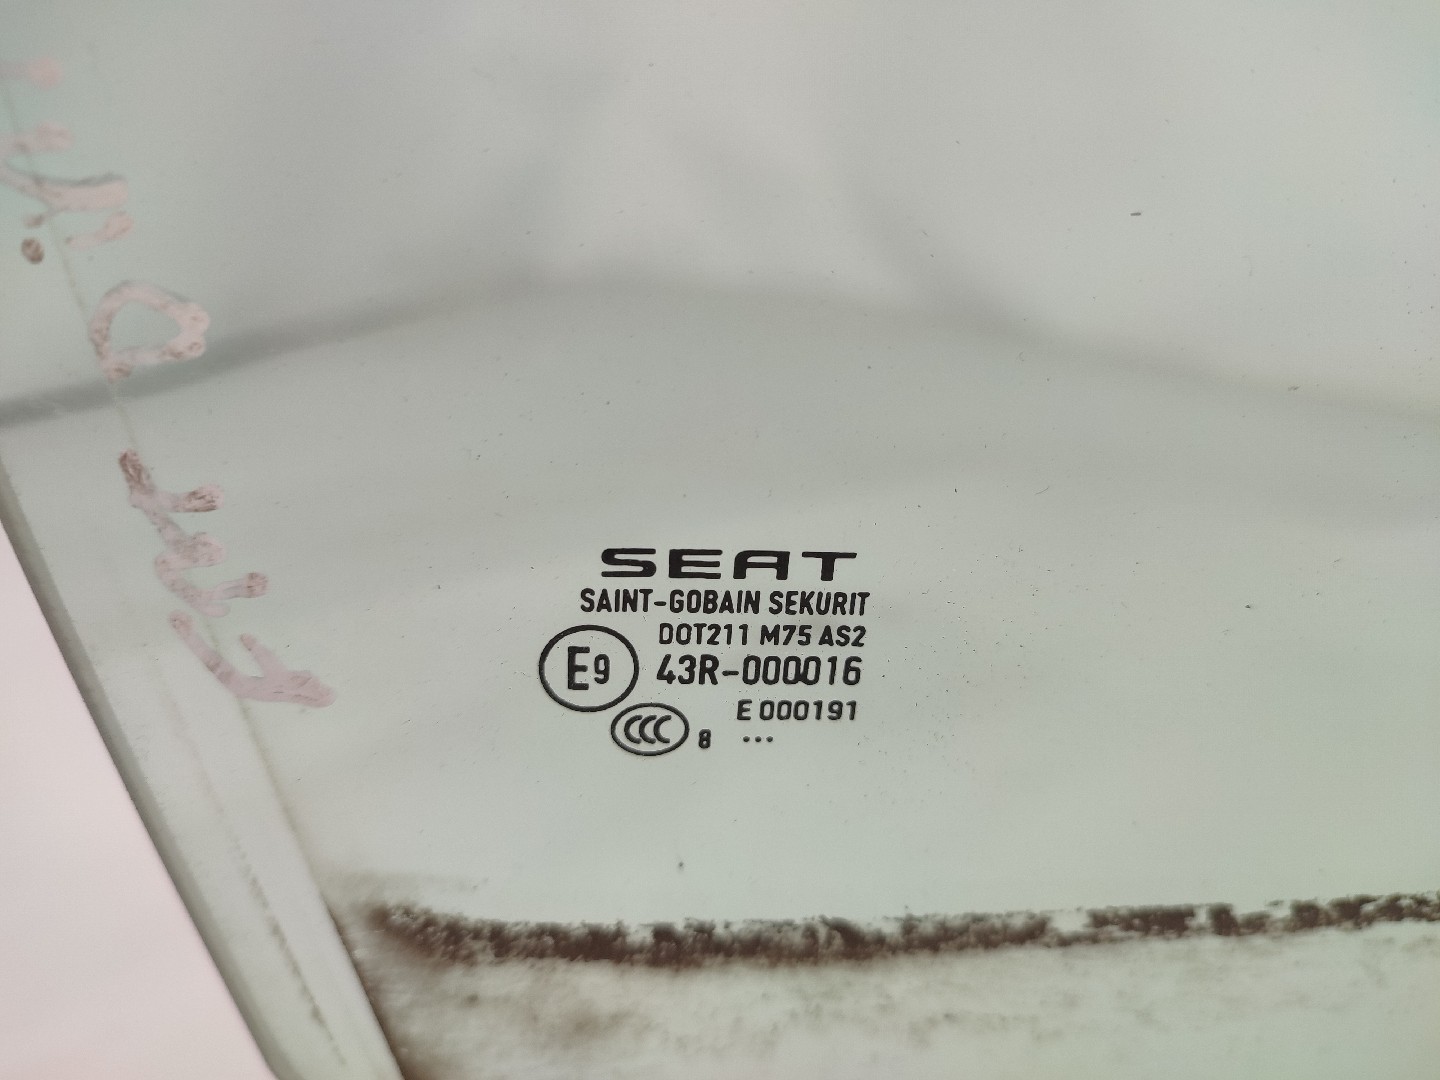 SEAT
SAINT-GOBAIN SEKURIT
DOT211 M75 AS2
E9 43R-000016
E 000191
CCC 8 ...